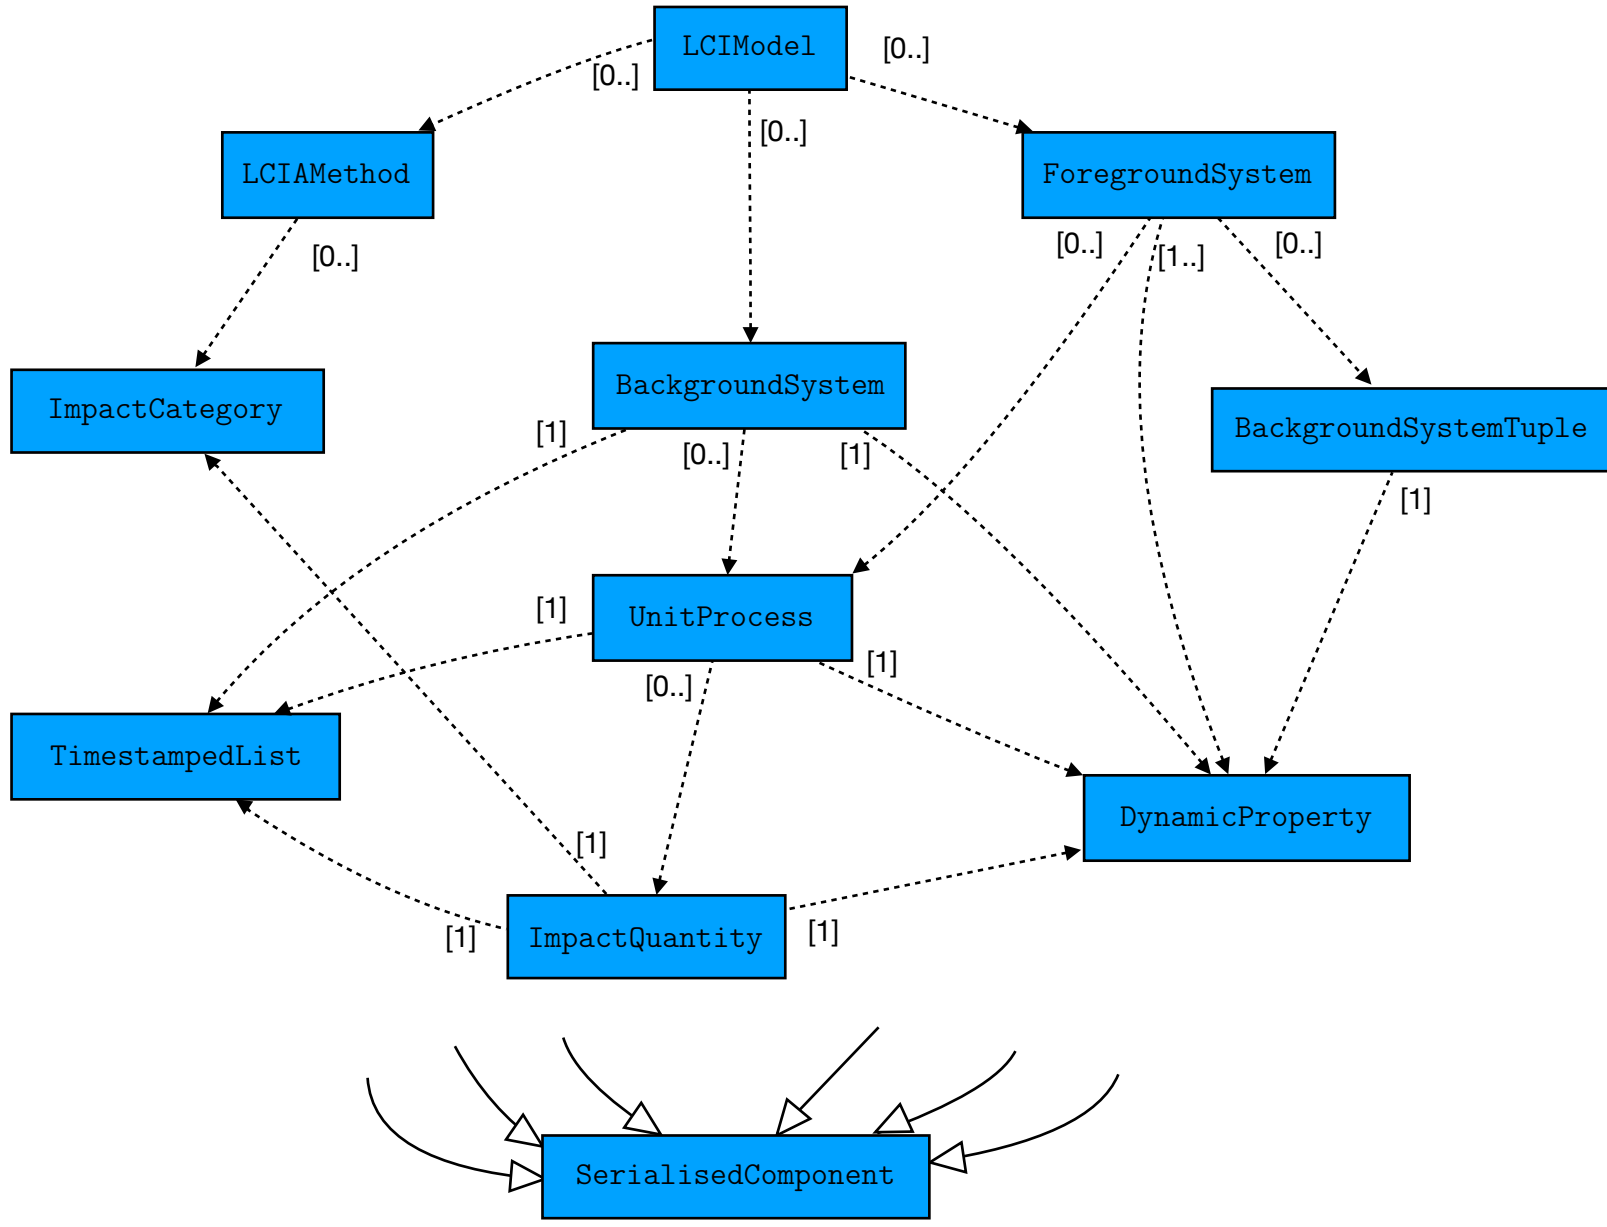 LCIModel
[0..]
[0..]
[0..]
LCIAMethod
ForegroundSystem
[0..]
[0..]
[1..]
[0..]
ImpactCategory
BackgroundSystem
BackgroundSystemTuple
[1]
[0..]
[1]
[1]
UnitProcess
[1]
[0..]
[1]
TimestampedList
DynamicProperty
[1]
ImpactQuantity
[1]
[1]
SerialisedComponent